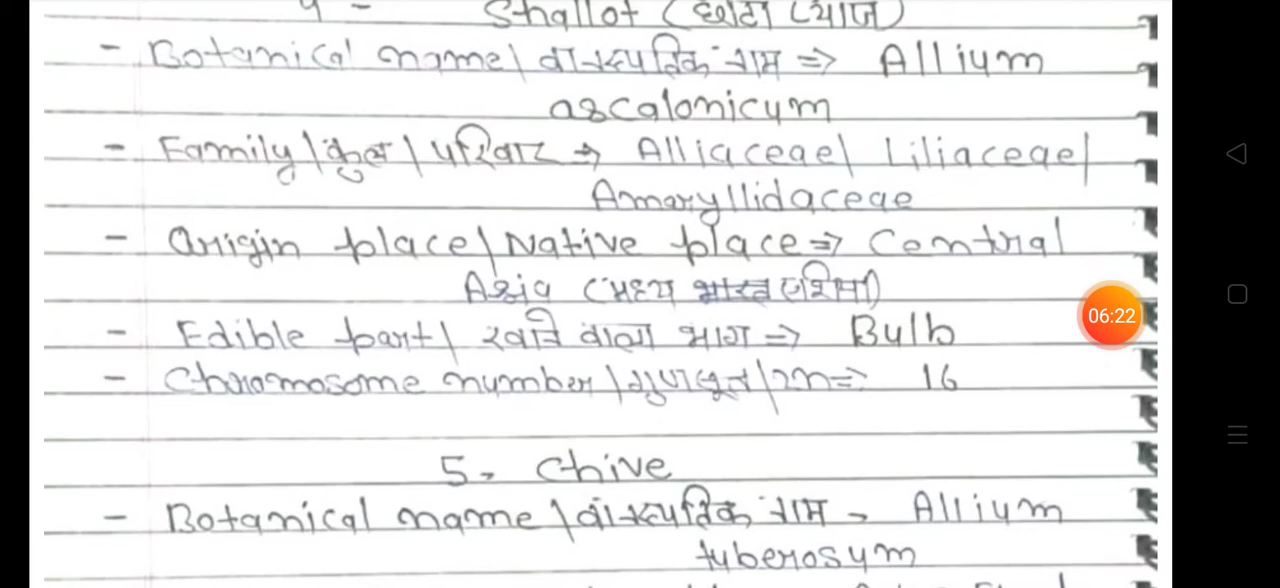 4 - Shallot (छोटा प्याज)
- Botanical name| वानस्पतिक नाम => Allium
ascalonicum
- Family |कुल| परिवार => Alliaceae| Liliaceae|
Amaryllidaceae
- Origin place| Native place => Central
Asia (मध्य एशिया)
- Edible part| खाने वाला भाग => Bulb
- Chromosome number |गुणसूत्र|2n=> 16
06:22
5- Chive
- Botanical name |वानस्पतिक नाम - Allium
tuberosum